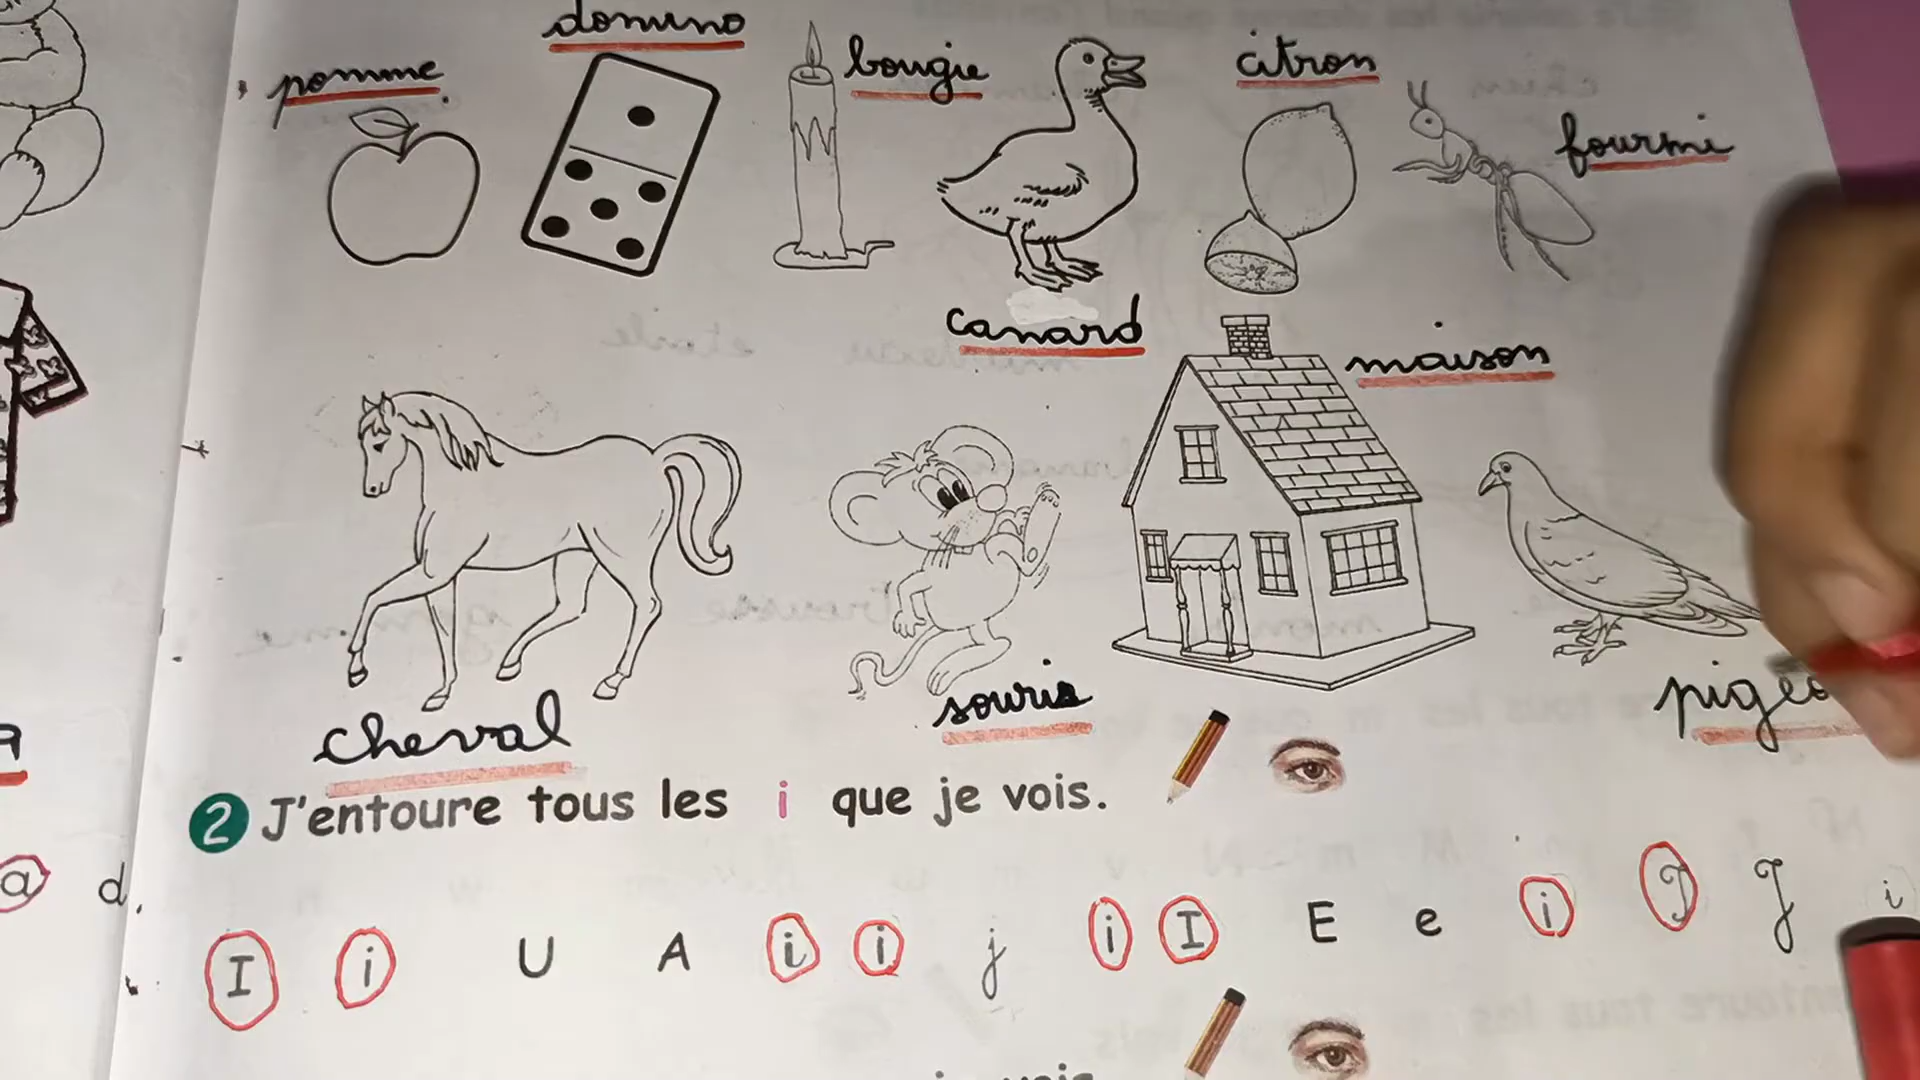 domino
pomme
bougie
citron
fourmi
canard
maison
cheval
souris
2 J'entoure tous les i que je vois.
a d
I i U A i i j i I E e i I J i